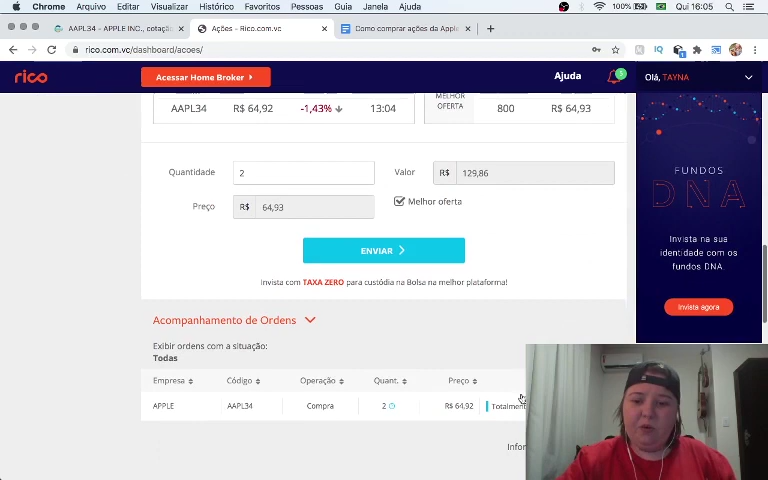 Chrome Arquivo Editar Visualizar Histórico Favoritos Pessoas Guia Janela Ajuda 100% Qui 16:05
AAPL34 - APPLE INC., cotação Ações - Rico.com.vc Como comprar ações da Apple
rico.com.vc/dashboard/acoes/
rico Acessar Home Broker Ajuda 5 Olá, TAYNA
AAPL34 R$ 64,92 -1,43% 13:04
MELHOR OFERTA 800 R$ 64,93
Quantidade 2 Valor R$ 129,86
Preço R$ 64,93 Melhor oferta
ENVIAR
Invista com TAXA ZERO para custódia na Bolsa na melhor plataforma!
Acompanhamento de Ordens
Exibir ordens com a situação:
Todas
Empresa Código Operação Quant. Preço
APPLE AAPL34 Compra 2 R$ 64,92 Totalment
Infor
FUNDOS
DNA
Invista na sua
identidade com os
fundos DNA.
Invista agora